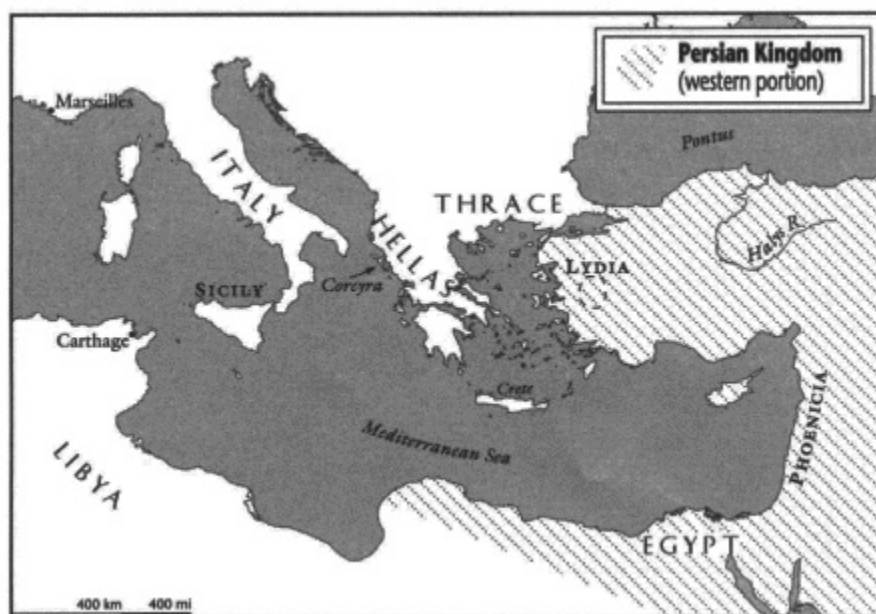 Persian Kingdom
(western portion)
Marseilles
Pontus
ITALY
THRACE
HELLAS
Halys R.
LYDIA
Corcyra
SICILY
Carthage
Crete
Mediterranean Sea
PHOENICIA
LIBYA
EGYPT
400 km 400 mi